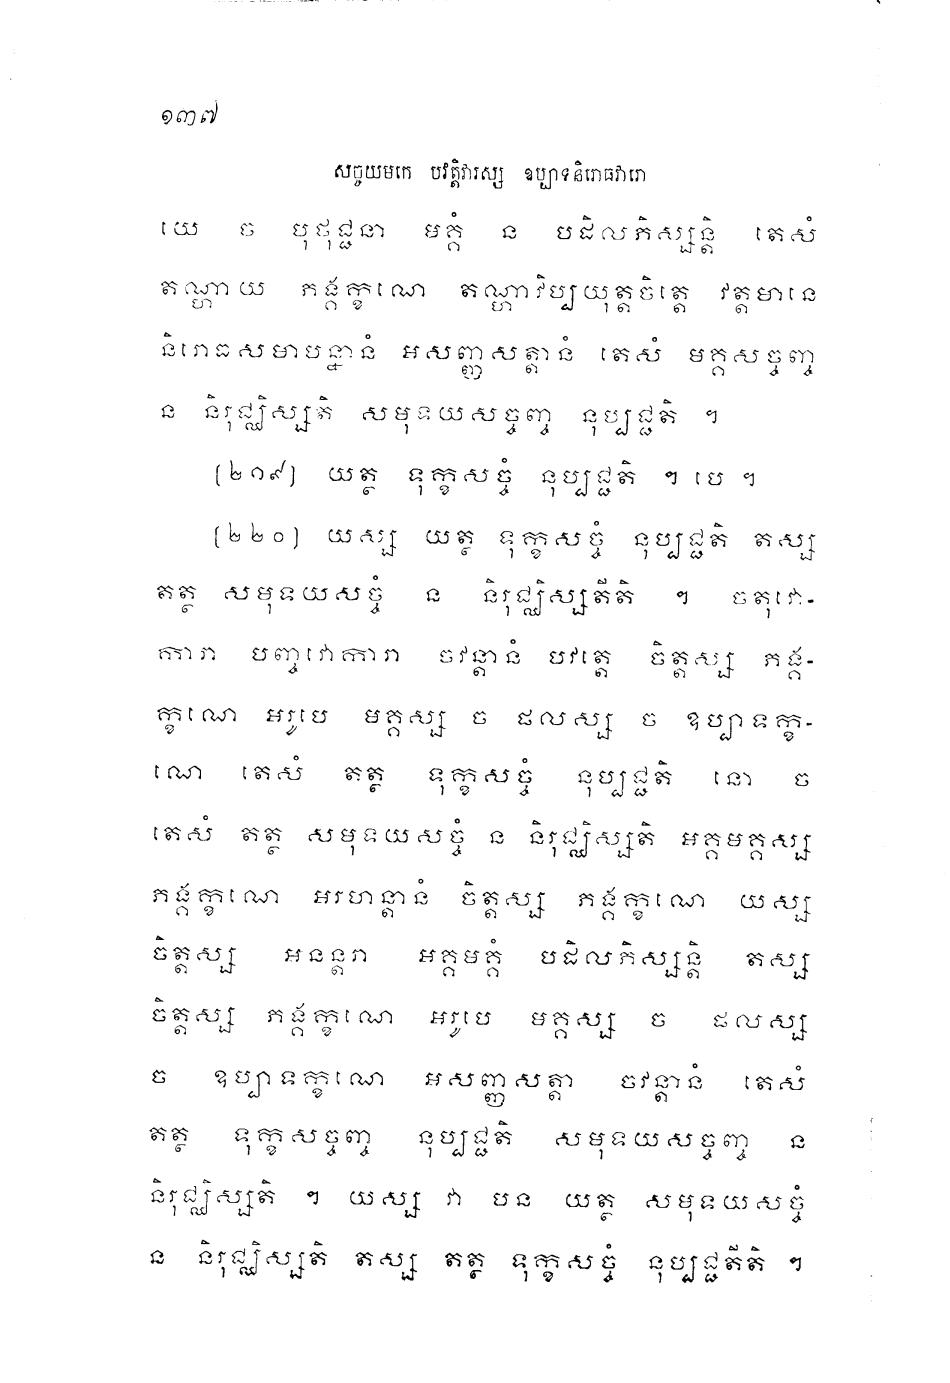 ១៣៧
សច្ចយមកេ បវត្តិវារស្ស ឧប្បាទនិរោធវារោ
យេ ច បុថុជ្ជនា មគ្គំ ន បដិលភិស្សន្តិ តេសំ
តណ្ហាយ ភង្គក្ខណេ តណ្ហាវិប្បយុត្តចិត្តេ វត្តមានេ
និរោធសមាបន្នានំ អសញ្ញសត្តានំ តេសំ មគ្គសច្ចញ្ច
ន និរុជ្ឈិស្សតិ សមុទយសច្ចញ្ច នុប្បជ្ជតិ ។
[២១៩] យត្ថ ទុក្ខសច្ចំ នុប្បជ្ជតិ ។ បេ ។
[២២០] យស្ស យត្ថ ទុក្ខសច្ចំ នុប្បជ្ជតិ តស្ស
តត្ថ សមុទយសច្ចំ ន និរុជ្ឈិស្សតីតិ ។ ចតុវោ-
ការា បញ្ចវោការា ចវន្តានំ បវត្តេ ចិត្តស្ស ភង្គ-
ក្ខណេ អរូបេ មគ្គស្ស ច ផលស្ស ច ឧប្បាទក្ខ-
ណេ តេសំ តត្ថ ទុក្ខសច្ចំ នុប្បជ្ជតិ នោ ច
តេសំ តត្ថ សមុទយសច្ចំ ន និរុជ្ឈិស្សតិ អគ្គមគ្គស្ស
ភង្គក្ខណេ អរហន្តានំ ចិត្តស្ស ភង្គក្ខណេ យស្ស
ចិត្តស្ស អនន្តរា អគ្គមគ្គំ បដិលភិស្សន្តិ តស្ស
ចិត្តស្ស ភង្គក្ខណេ អរូបេ មគ្គស្ស ច ផលស្ស
ច ឧប្បាទក្ខណេ អសញ្ញសត្តា ចវន្តានំ តេសំ
តត្ថ ទុក្ខសច្ចញ្ច នុប្បជ្ជតិ សមុទយសច្ចញ្ច ន
និរុជ្ឈិស្សតិ ។ យស្ស វា បន យត្ថ សមុទយសច្ចំ
ន និរុជ្ឈិស្សតិ តស្ស តត្ថ ទុក្ខសច្ចំ នុប្បជ្ជតីតិ ។